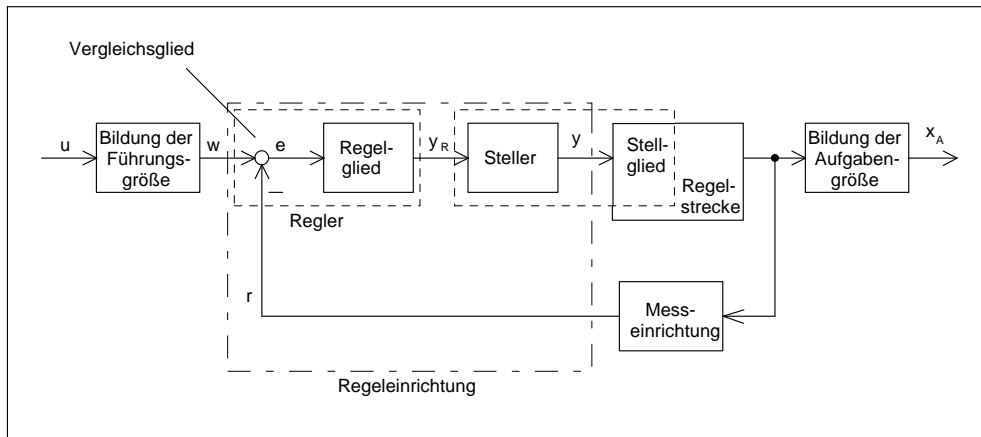 Vergleichsglied
u
Bildung der
Führungs-
größe
w
e
Regel-
glied
y R
Steller
y
Stell-
glied
Regel-
strecke
Bildung der
Aufgaben-
größe
x A
Regler
r
Mess-
einrichtung
Regeleinrichtung